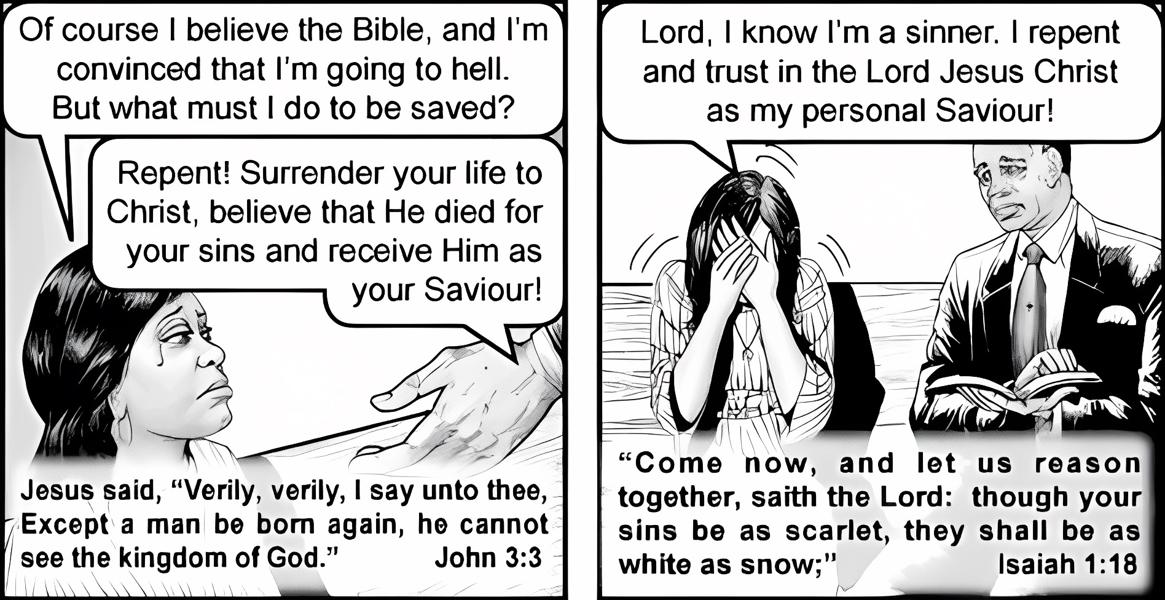 Of course I believe the Bible, and I'm
convinced that I'm going to hell.
But what must I do to be saved?
Repent! Surrender your life to
Christ, believe that He died for
your sins and receive Him as
your Saviour!
Jesus said, “Verily, verily, I say unto thee,
Except a man be born again, he cannot
see the kingdom of God.” John 3:3
Lord, I know I'm a sinner. I repent
and trust in the Lord Jesus Christ
as my personal Saviour!
“Come now, and let us reason
together, saith the Lord: though your
sins be as scarlet, they shall be as
white as snow;” Isaiah 1:18